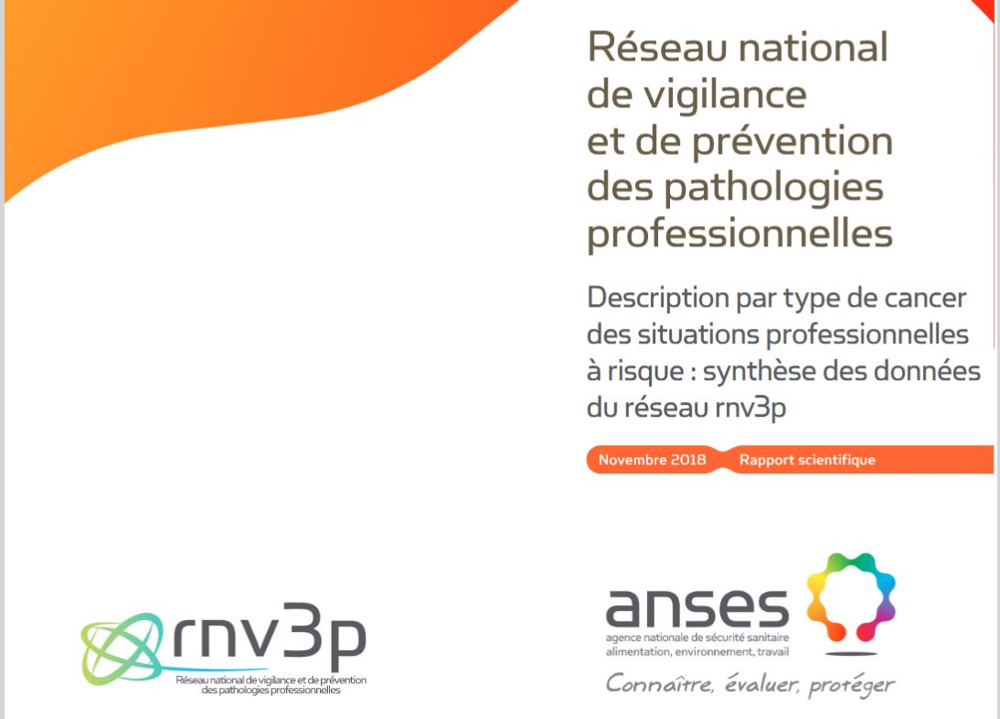 Réseau national
de vigilance
et de prévention
des pathologies
professionnelles
Description par type de cancer
des situations professionnelles
à risque : synthèse des données
du réseau rnv3p
Novembre 2018 Rapport scientifique
rnv3p
Réseau national de vigilance et de prévention
des pathologies professionnelles
anses
agence nationale de sécurité sanitaire
alimentation, environnement, travail
Connaître, évaluer, protéger